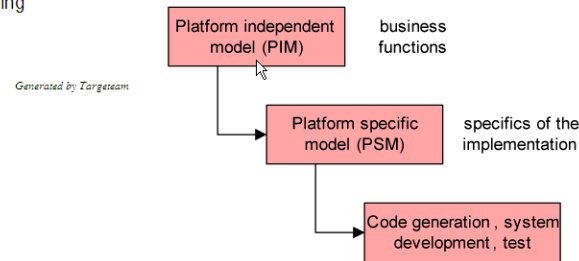 ing
Platform independent
model (PIM)
business
functions
Generated by Targeteam
Platform specific
model (PSM)
specifics of the
implementation
Code generation , system
development , test